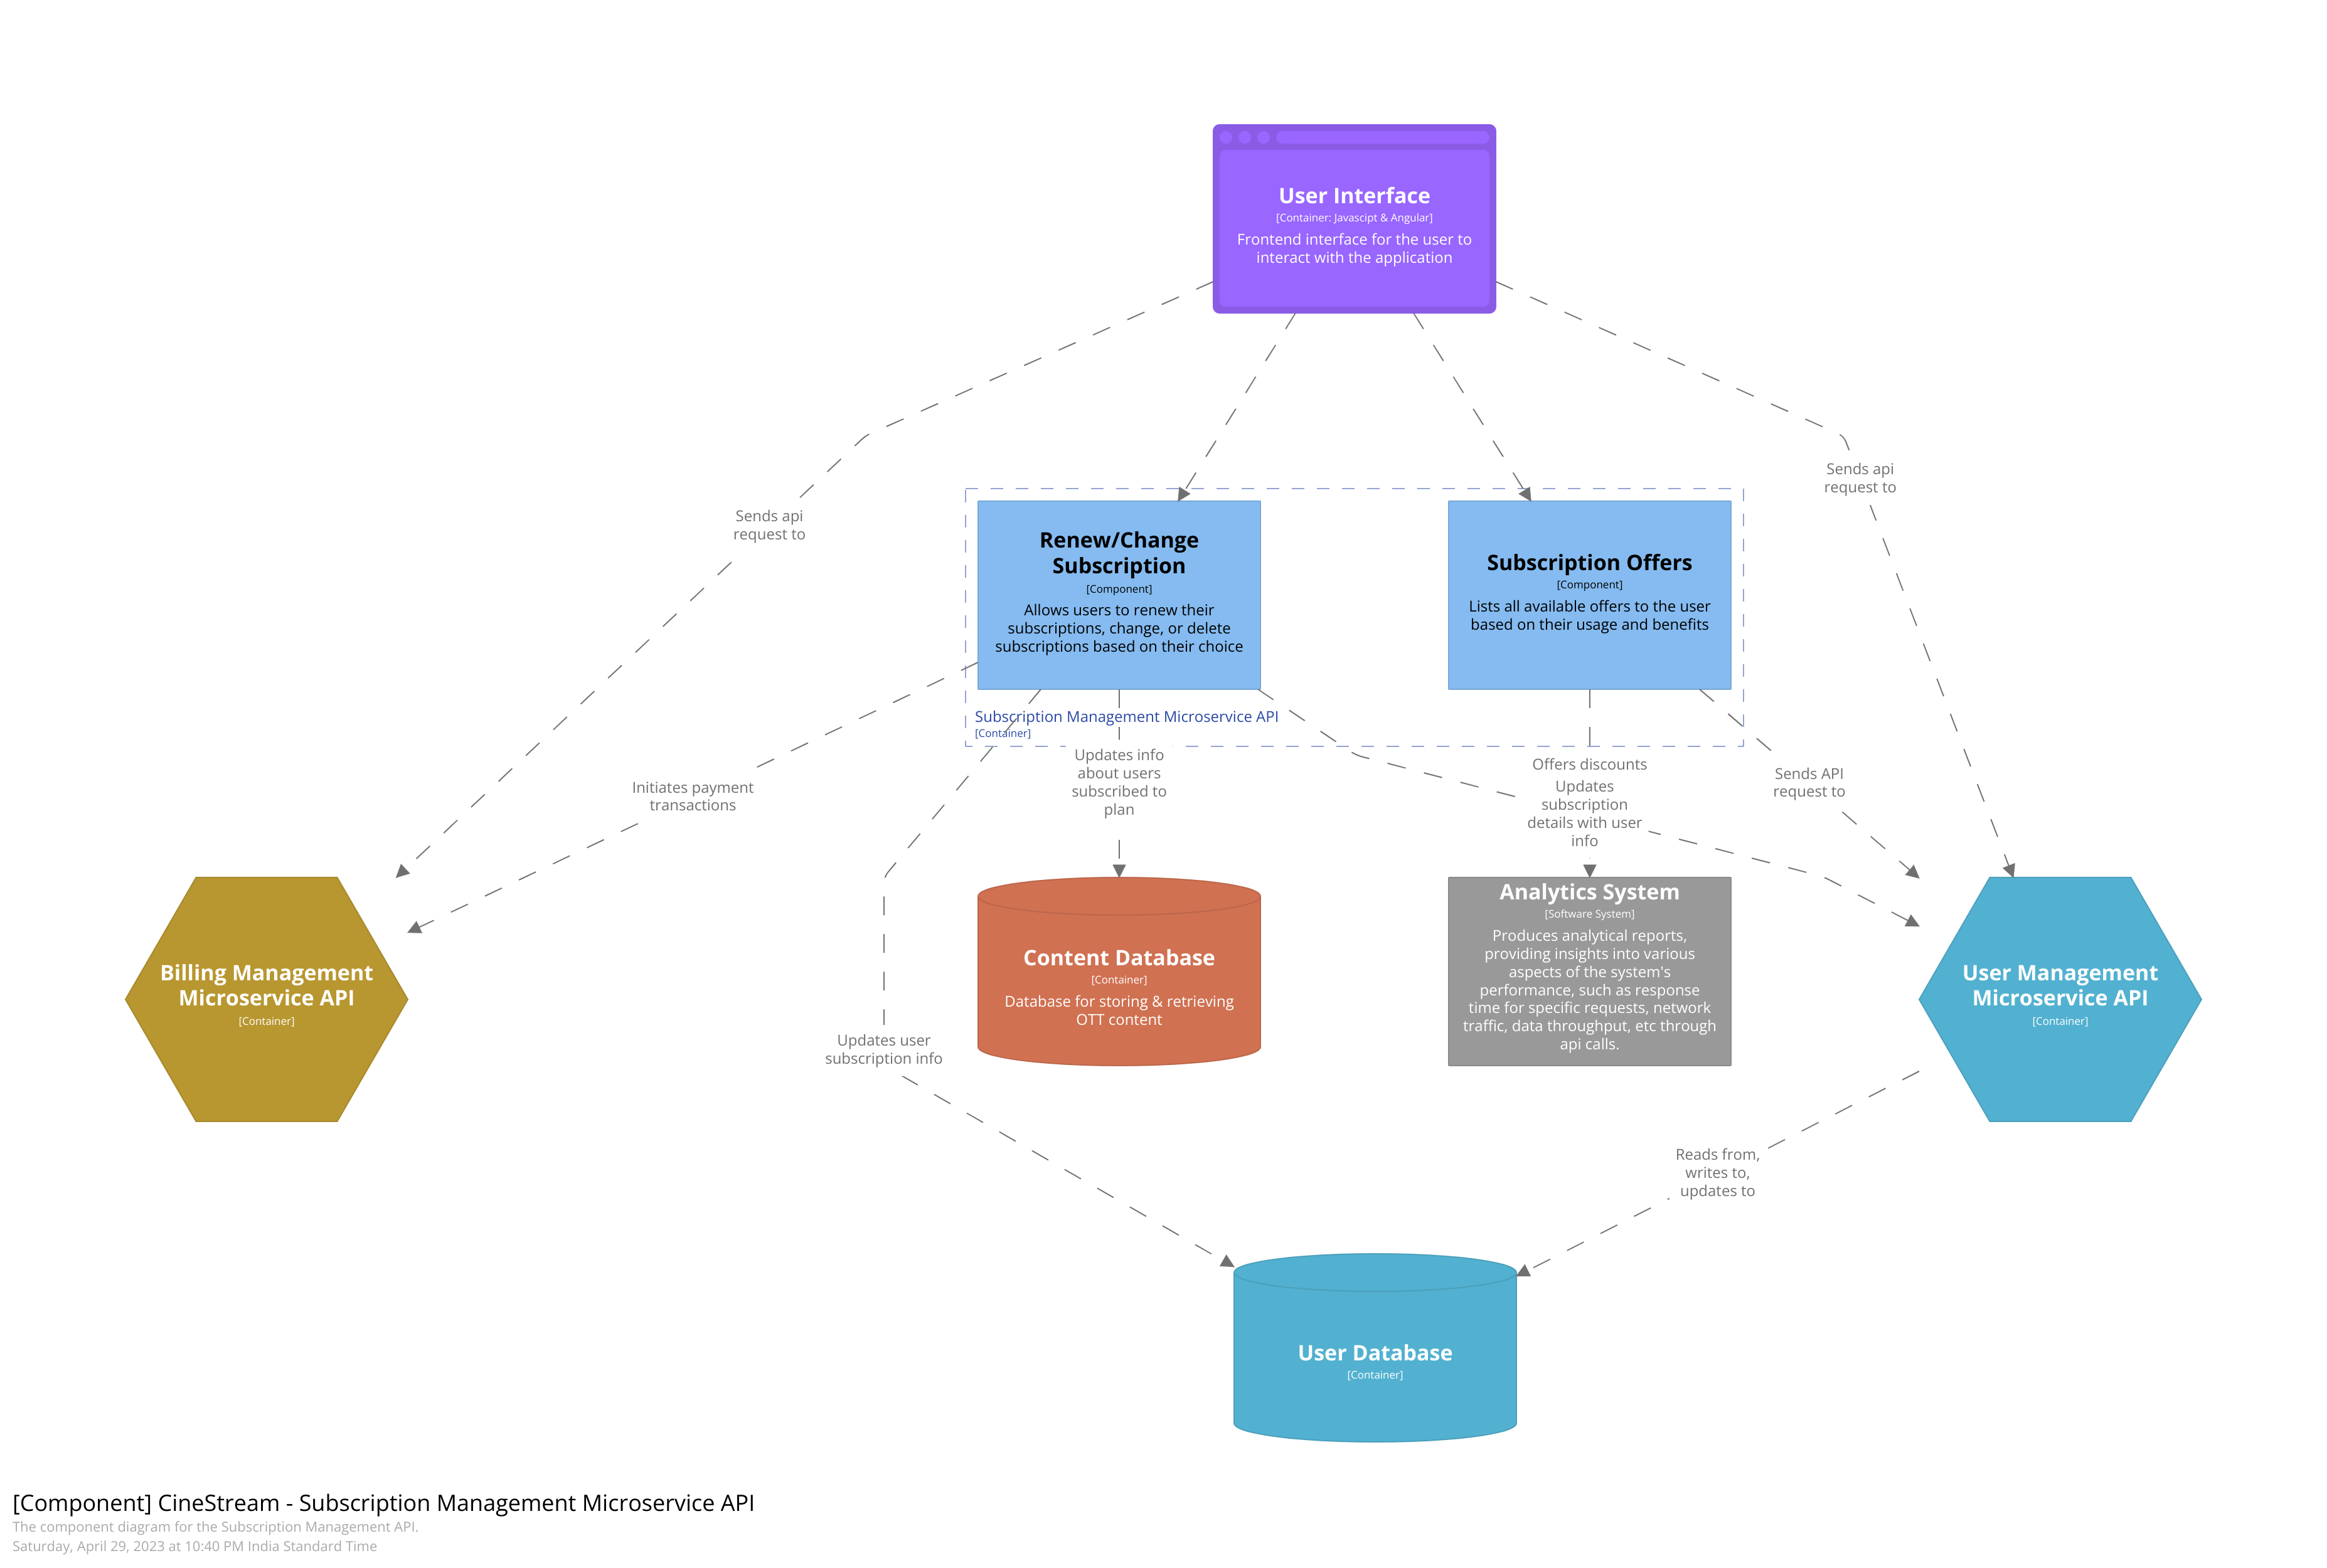 User Interface
[Container: Javascipt & Angular]
Frontend interface for the user to
interact with the application
Sends api
request to
Sends api
request to
Renew/Change
Subscription
[Component]
Allows users to renew their
subscriptions, change, or delete
subscriptions based on their choice
Subscription Offers
[Component]
Lists all available offers to the user
based on their usage and benefits
Subscription Management Microservice API
[Container]
Initiates payment
transactions
Updates info
about users
subscribed to
plan
Offers discounts
Updates
subscription
details with user
info
Sends API
request to
Billing Management
Microservice API
[Container]
Content Database
[Container]
Database for storing & retrieving
OTT content
Analytics System
[Software System]
Produces analytical reports,
providing insights into various
aspects of the system's
performance, such as response
time for specific requests, network
traffic, data throughput, etc through
api calls.
User Management
Microservice API
[Container]
Updates user
subscription info
Reads from,
writes to,
updates to
User Database
[Container]
[Component] CineStream - Subscription Management Microservice API
The component diagram for the Subscription Management API.
Saturday, April 29, 2023 at 10:40 PM India Standard Time